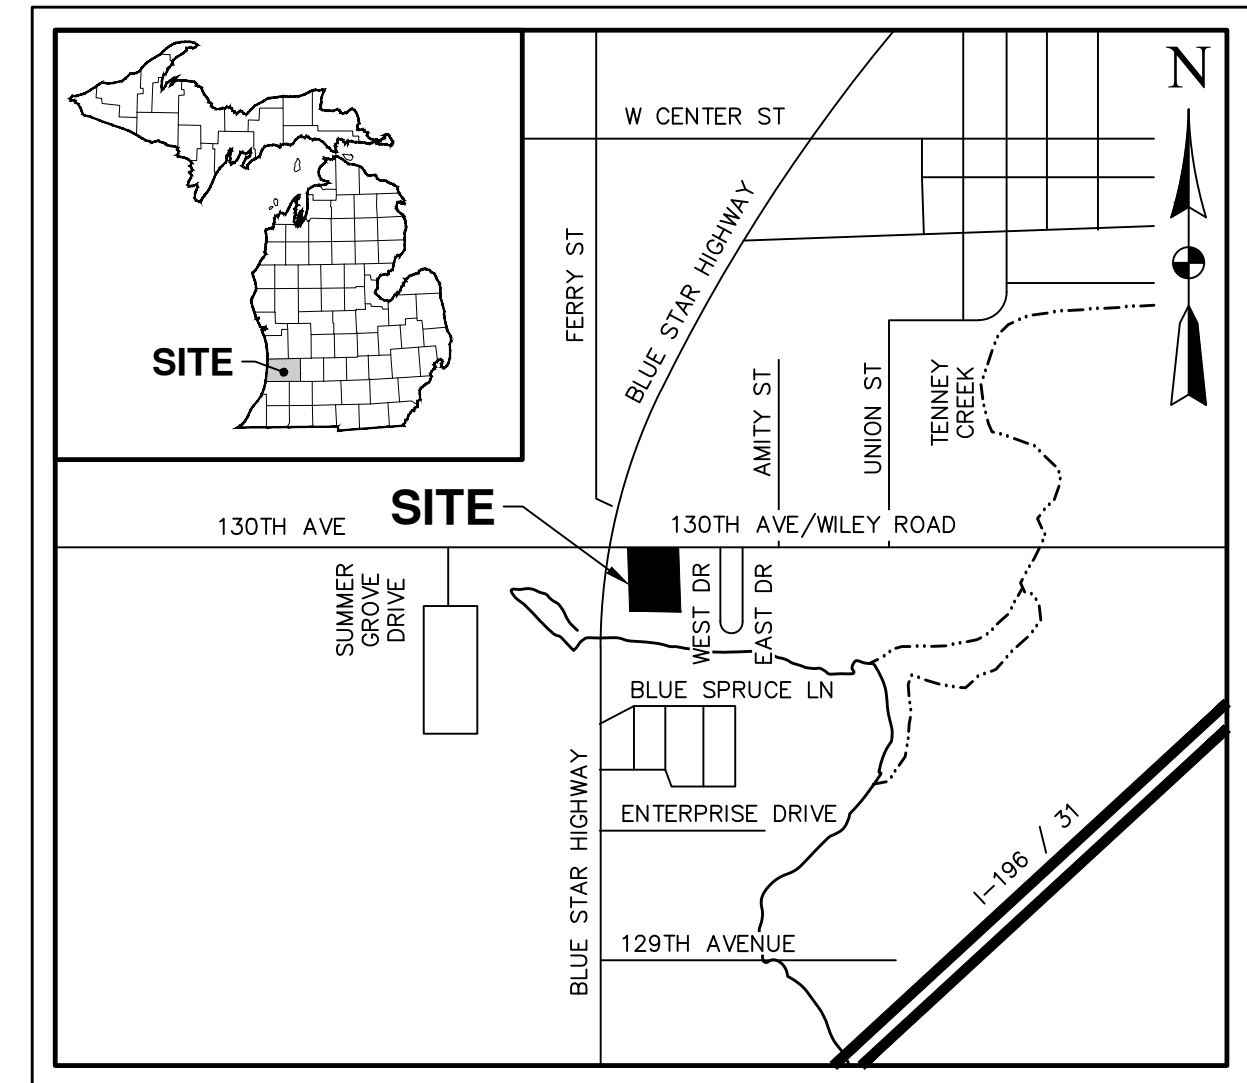 N
W CENTER ST
FERRY ST
BLUE STAR HIGHWAY
SITE
AMITY ST
UNION ST
TENNEY
CREEK
SITE
130TH AVE
130TH AVE/WILEY ROAD
SUMMER
GROVE
DRIVE
WEST DR
EAST DR
BLUE SPRUCE LN
BLUE STAR HIGHWAY
ENTERPRISE DRIVE
I-196 / 31
129TH AVENUE